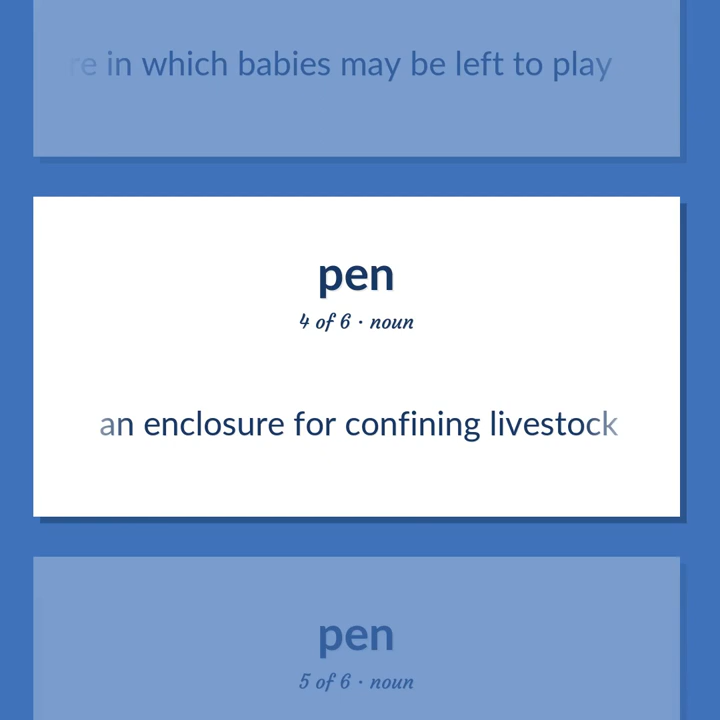 re in which babies may be left to play
pen
4 of 6 · noun
an enclosure for confining livestock
pen
5 of 6 · noun